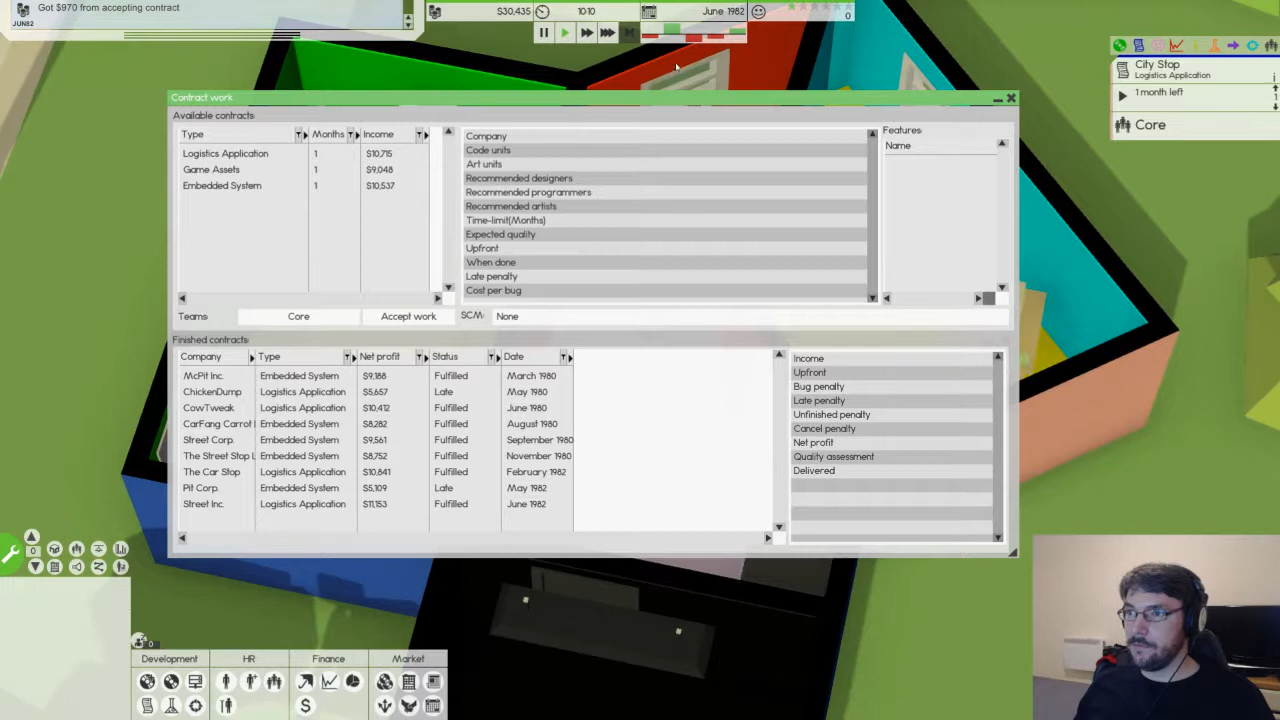 Got $970 from accepting contract
JUN82
$30,435
10:10
June 1982
0
City Stop
Logistics Application
i
1 month left
1
Core
Contract work
Available contracts
Type Months Income
Logistics Application 1 $10,715
Game Assets 1 $9,048
Embedded System 1 $10,537
Company
Code units
Art units
Recommended designers
Recommended programmers
Recommended artists
Time-limit(Months)
Expected quality
Upfront
When done
Late penalty
Cost per bug
Features
Name
Teams Core Accept work SCM: None
Finished contracts
Company Type Net profit Status Date
McPit Inc. Embedded System $9,188 Fulfilled March 1980
ChickenDump Logistics Application $5,657 Late May 1980
CowTweak Logistics Application $10,412 Fulfilled June 1980
CarFang Carrot Embedded System $8,282 Fulfilled August 1980
Street Corp. Embedded System $9,561 Fulfilled September 1980
The Street Stop L Embedded System $8,752 Fulfilled November 1980
The Car Stop Logistics Application $10,841 Fulfilled February 1982
Pit Corp. Embedded System $5,109 Late May 1982
Street Inc. Logistics Application $11,153 Fulfilled June 1982
Income
Upfront
Bug penalty
Late penalty
Unfinished penalty
Cancel penalty
Net profit
Quality assessment
Delivered
0
Development HR Finance Market
$